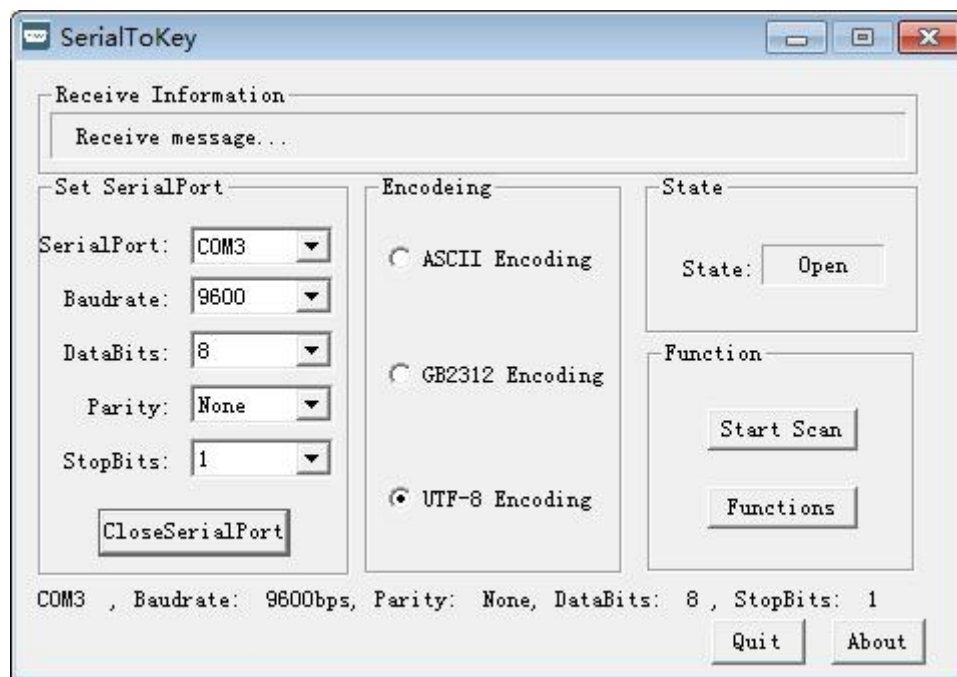 SerialToKey
Receive Information
Receive message...
Set SerialPort
SerialPort: COM3
Baudrate: 9600
DataBits: 8
Parity: None
StopBits: 1
CloseSerialPort
Encodeing
ASCII Encoding
GB2312 Encoding
UTF-8 Encoding
State
State: Open
Function
Start Scan
Functions
COM3 , Baudrate: 9600bps, Parity: None, DataBits: 8 , StopBits: 1
Quit About